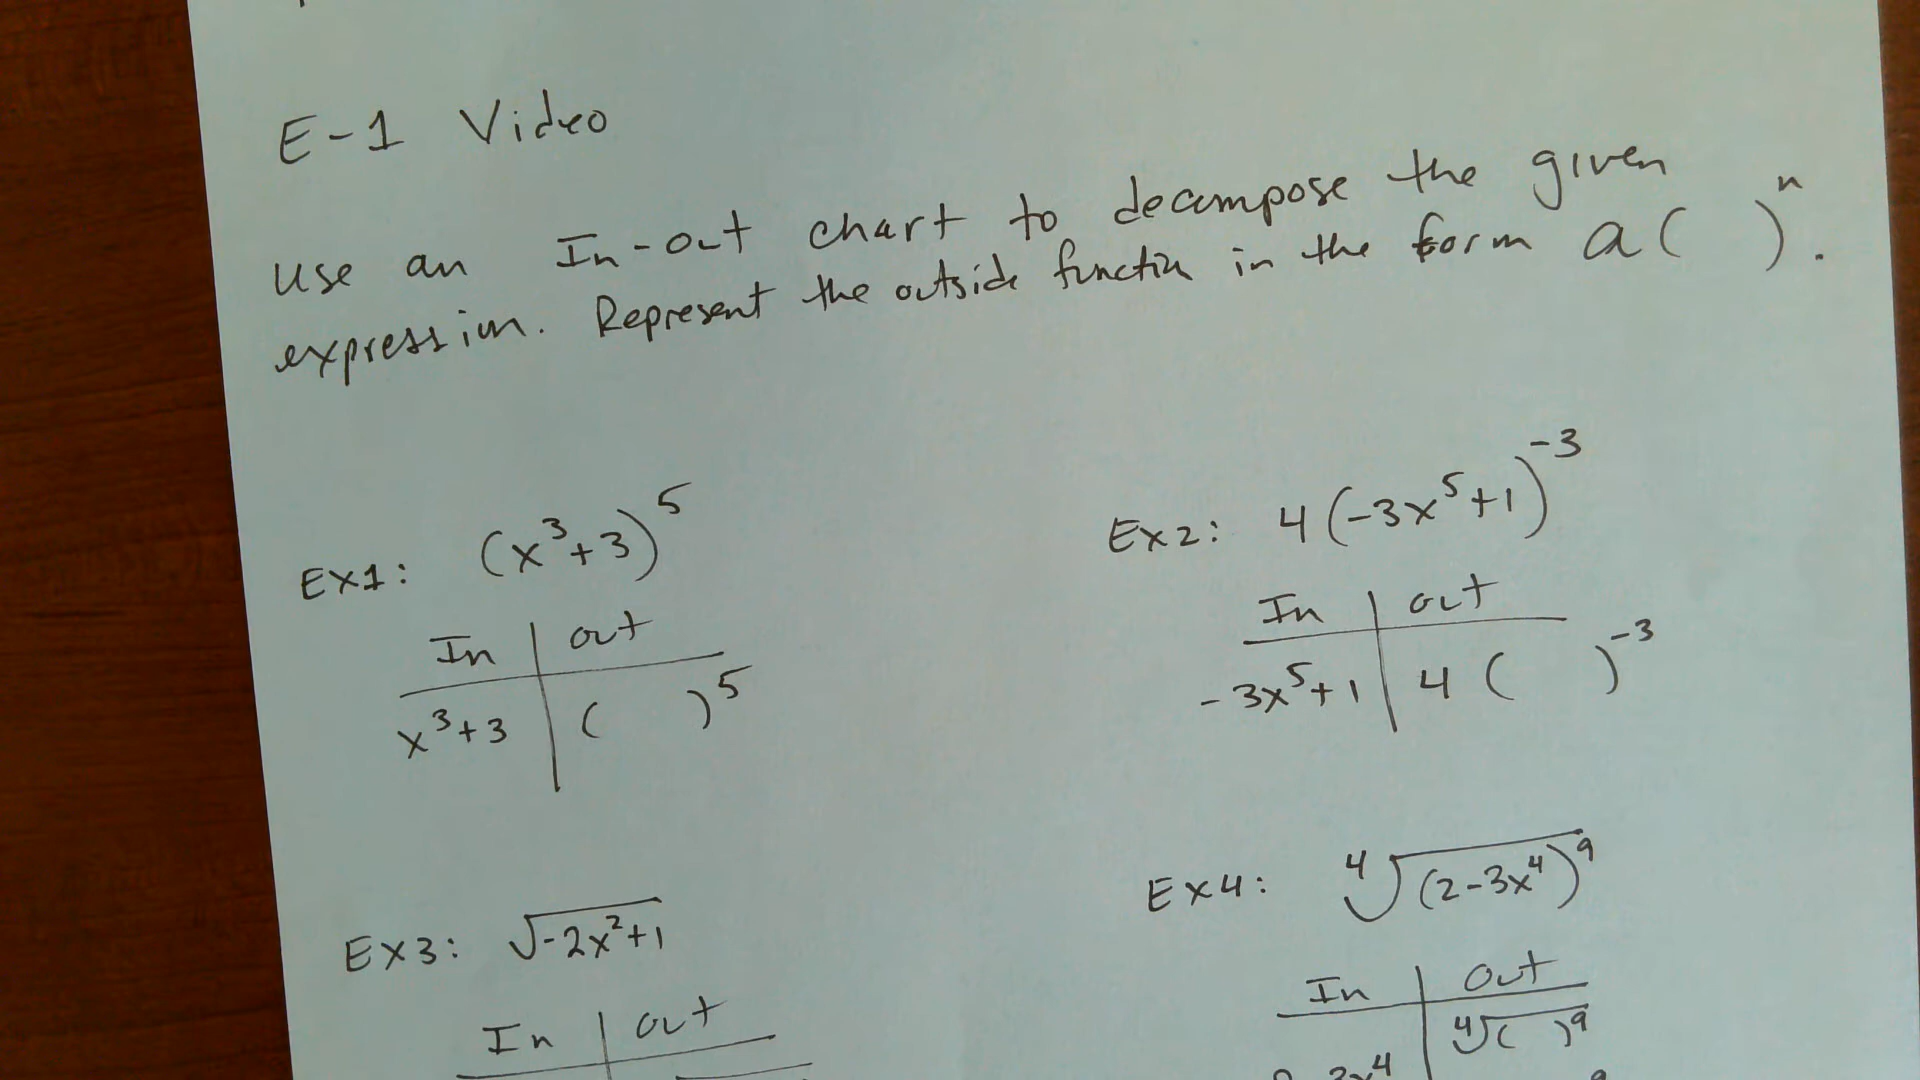 E-1 Video
Use an In-out chart to decompose the given
expression. Represent the outside function in the form a( )ⁿ.
Ex1: (x³+3)⁵
In | out
x³+3 | ( )⁵
Ex2: 4(-3x⁵+1)⁻³
In | out
-3x⁵+1 | 4( )⁻³
Ex3: √(-2x²+1)
In | out
Ex4: ⁴√(2-3x⁴)⁹
In | out
⁴√( )⁹